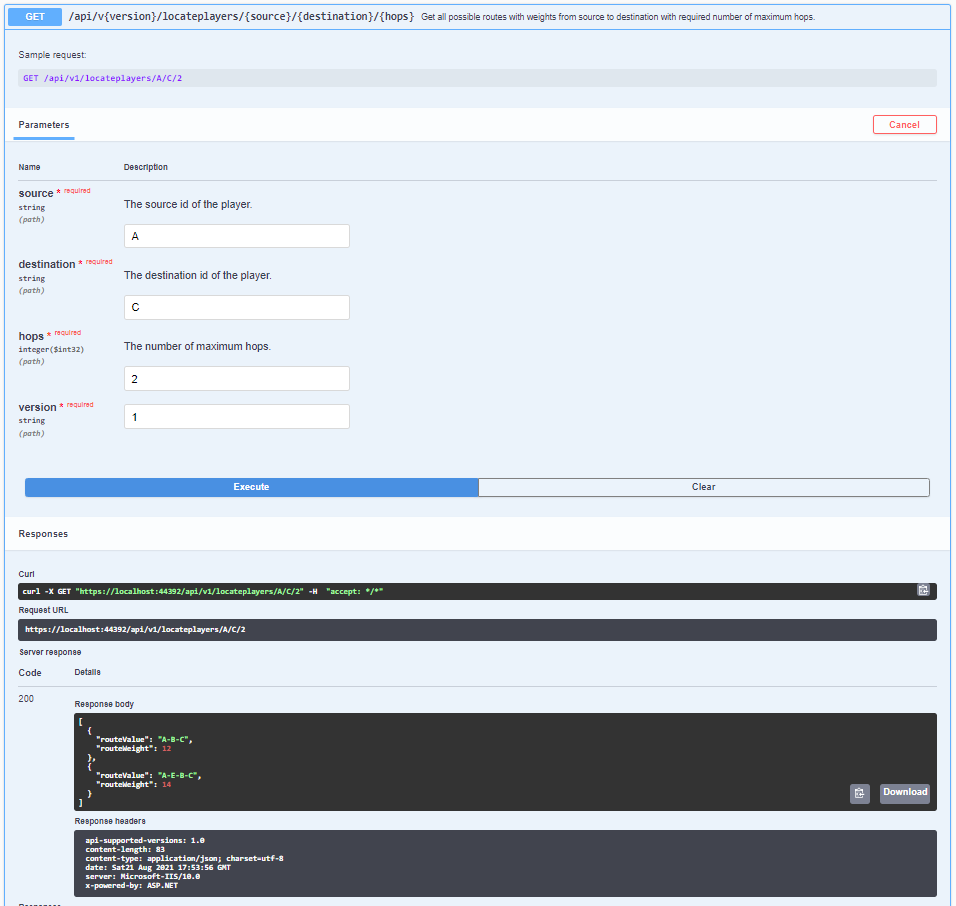 GET /api/v{version}/locateplayers/{source}/{destination}/{hops} Get all possible routes with weights from source to destination with required number of maximum hops.
Sample request:
GET /api/v1/locateplayers/A/C/2
Parameters Cancel
Name Description
source * required
string
(path)
The source id of the player.
A
destination * required
string
(path)
The destination id of the player.
C
hops * required
integer($int32)
(path)
The number of maximum hops.
2
version * required
string
(path)
1
Execute Clear
Responses
Curl
curl -X GET "https://localhost:44392/api/v1/locateplayers/A/C/2" -H  "accept: */*"
Request URL
https://localhost:44392/api/v1/locateplayers/A/C/2
Server response
Code Details
200
Response body
[
  {
    "routeValue": "A-B-C",
    "routeWeight": 12
  },
  {
    "routeValue": "A-E-B-C",
    "routeWeight": 14
  }
]
Download
Response headers
api-supported-versions: 1.0
content-length: 83
content-type: application/json; charset=utf-8
date: Sat21 Aug 2021 17:53:56 GMT
server: Microsoft-IIS/10.0
x-powered-by: ASP.NET
Responses